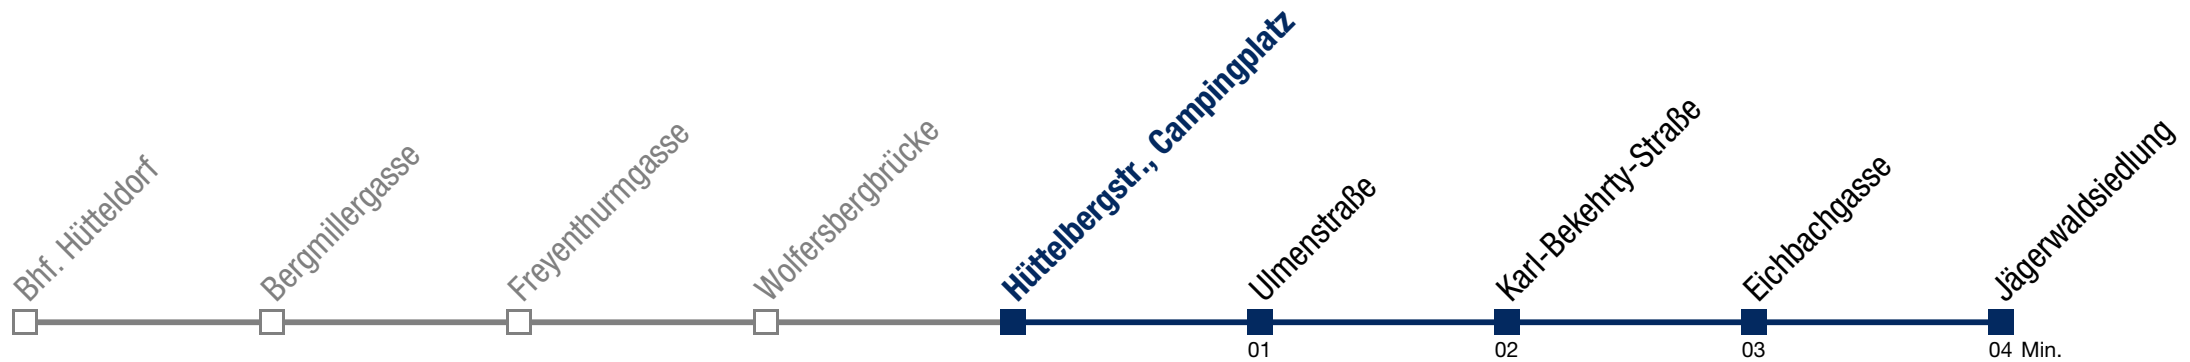 Bhf. Hütteldorf
Bergmillergasse
Freyenthurmgasse
Wolfersbergbrücke
Hüttelbergstr., Campingplatz
Ulmenstraße
Karl-Bekehrty-Straße
Eichbachgasse
Jägerwaldsiedlung
01
02
03
04 Min.